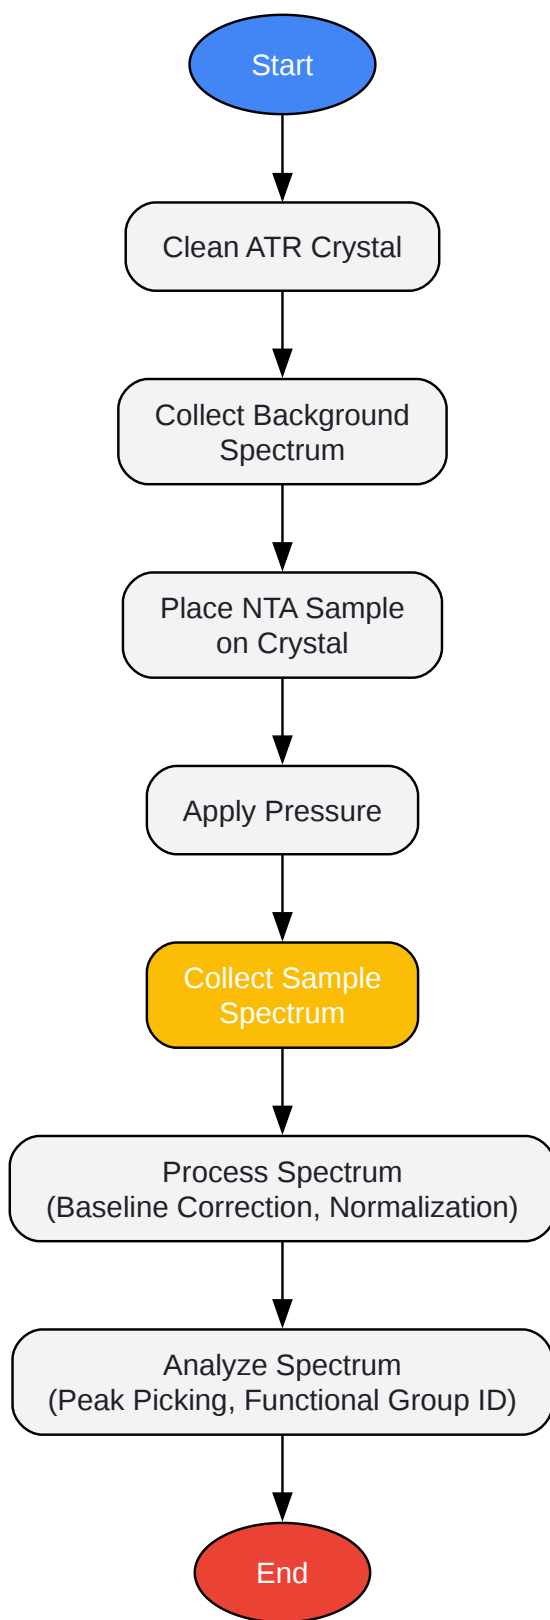 Start
Clean ATR Crystal
Collect Background
Spectrum
Place NTA Sample
on Crystal
Apply Pressure
Collect Sample
Spectrum
Process Spectrum
(Baseline Correction, Normalization)
Analyze Spectrum
(Peak Picking, Functional Group ID)
End